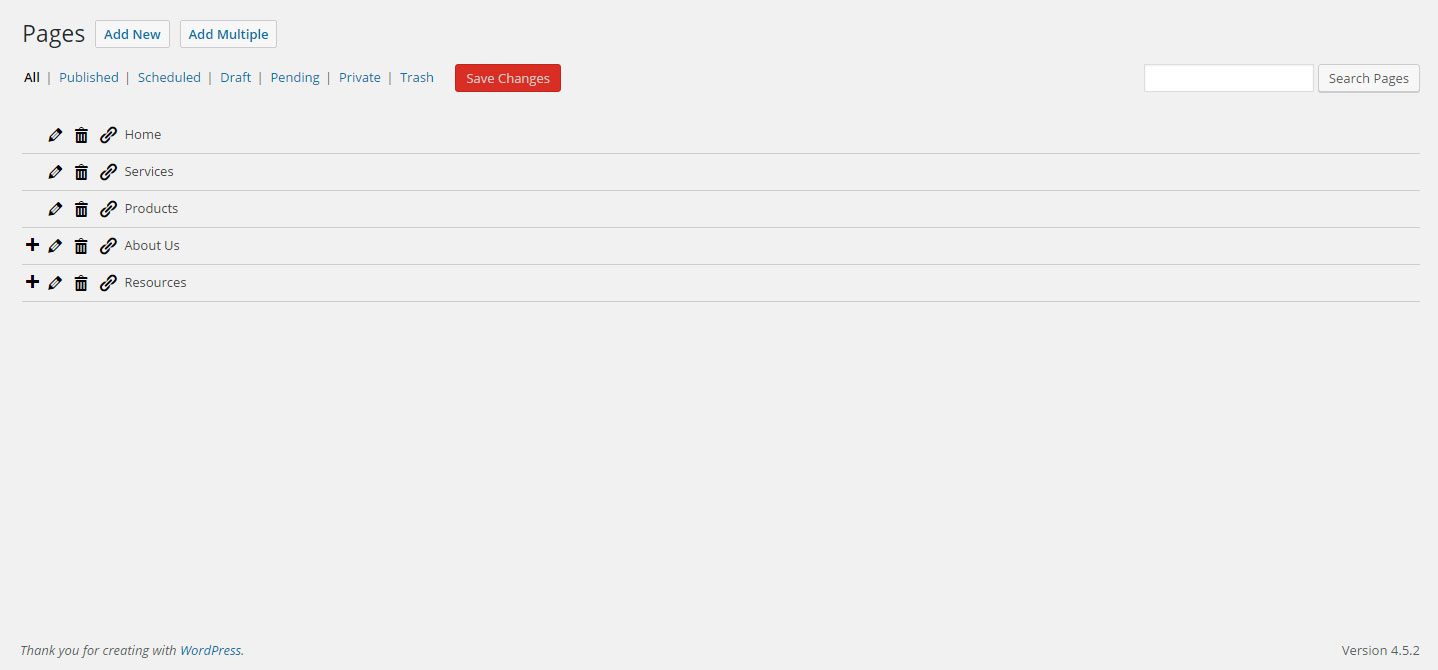 Pages Add New Add Multiple
All | Published | Scheduled | Draft | Pending | Private | Trash Save Changes Search Pages
Home
Services
Products
About Us
Resources
Thank you for creating with WordPress. Version 4.5.2